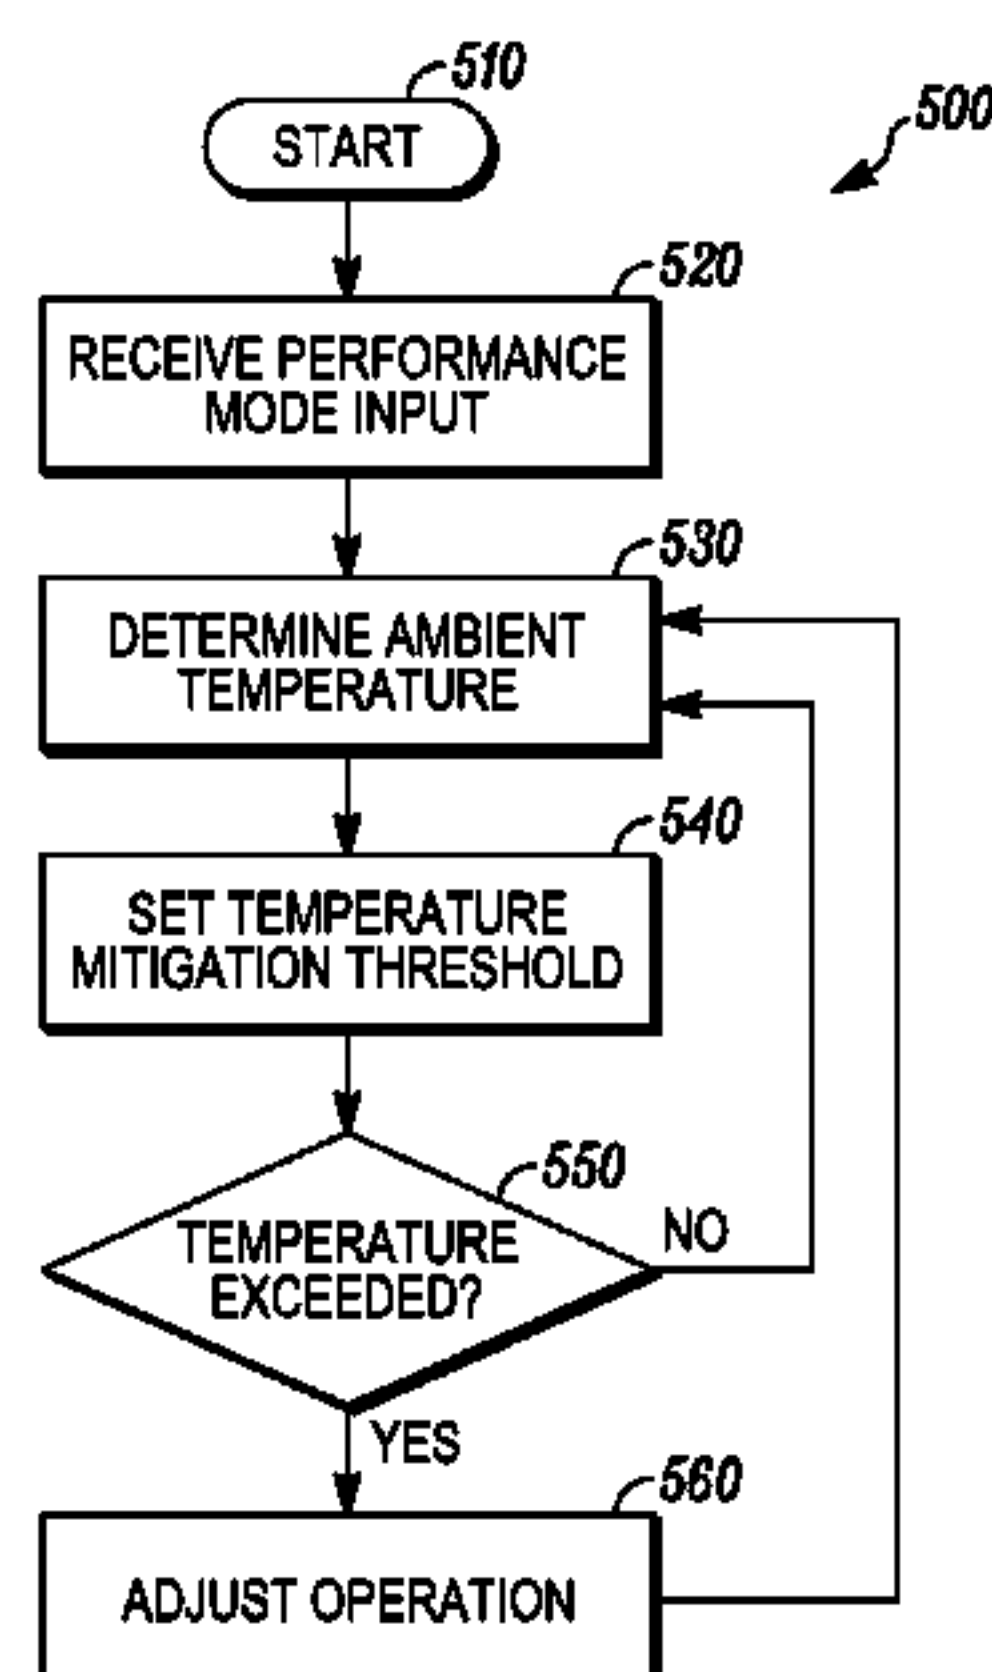 510
START
500
520
RECEIVE PERFORMANCE
MODE INPUT
530
DETERMINE AMBIENT
TEMPERATURE
540
SET TEMPERATURE
MITIGATION THRESHOLD
550
TEMPERATURE
EXCEEDED?
NO
YES
560
ADJUST OPERATION